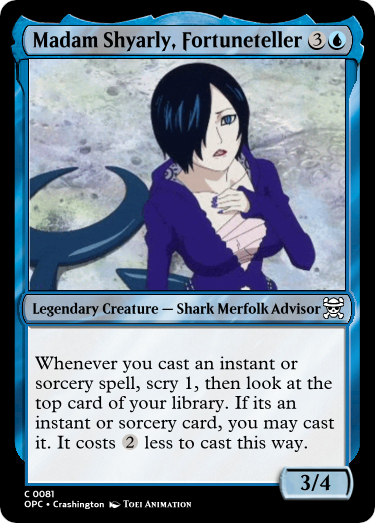 Madam Shyarly, Fortuneteller 3
Legendary Creature — Shark Merfolk Advisor
Whenever you cast an instant or
sorcery spell, scry 1, then look at the
top card of your library. If its an
instant or sorcery card, you may cast
it. It costs 2 less to cast this way.
3/4
C 0081
OPC • Crashington Toei Animation